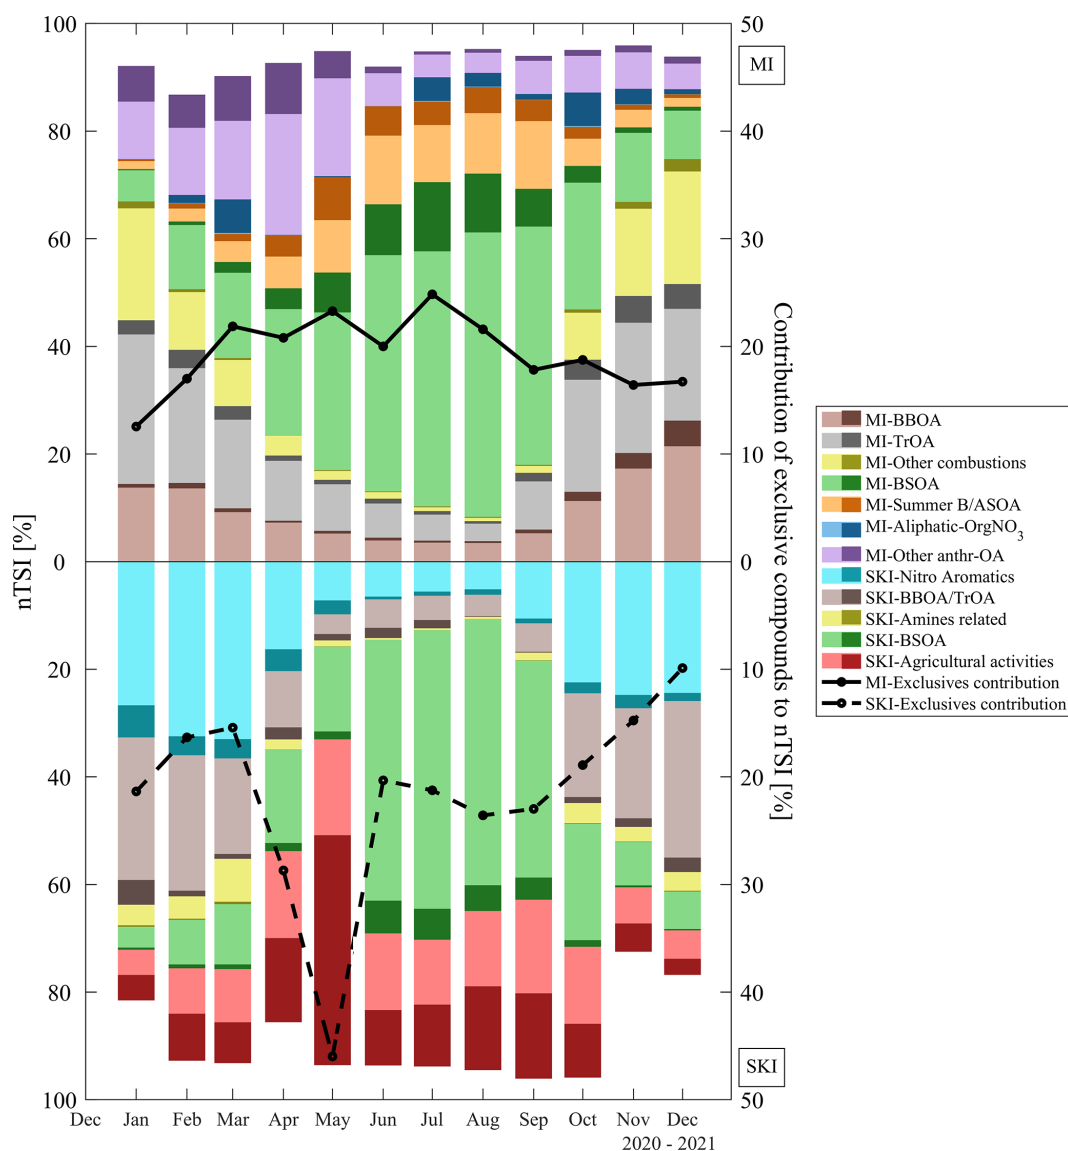 100
80
60
40
20
0
20
40
60
80
100
nTSI [%]
50
40
30
20
10
0
10
20
30
40
50
Contribution of exclusive compounds to nTSI [%]
MI
SKI
MI-BBOA
MI-TrOA
MI-Other combustions
MI-BSOA
MI-Summer B/ASOA
MI-Aliphatic-OrgNO3
MI-Other anthr-OA
SKI-Nitro Aromatics
SKI-BBOA/TrOA
SKI-Amines related
SKI-BSOA
SKI-Agricultural activities
MI-Exclusives contribution
SKI-Exclusives contribution
Dec Jan Feb Mar Apr May Jun Jul Aug Sep Oct Nov Dec
2020 - 2021